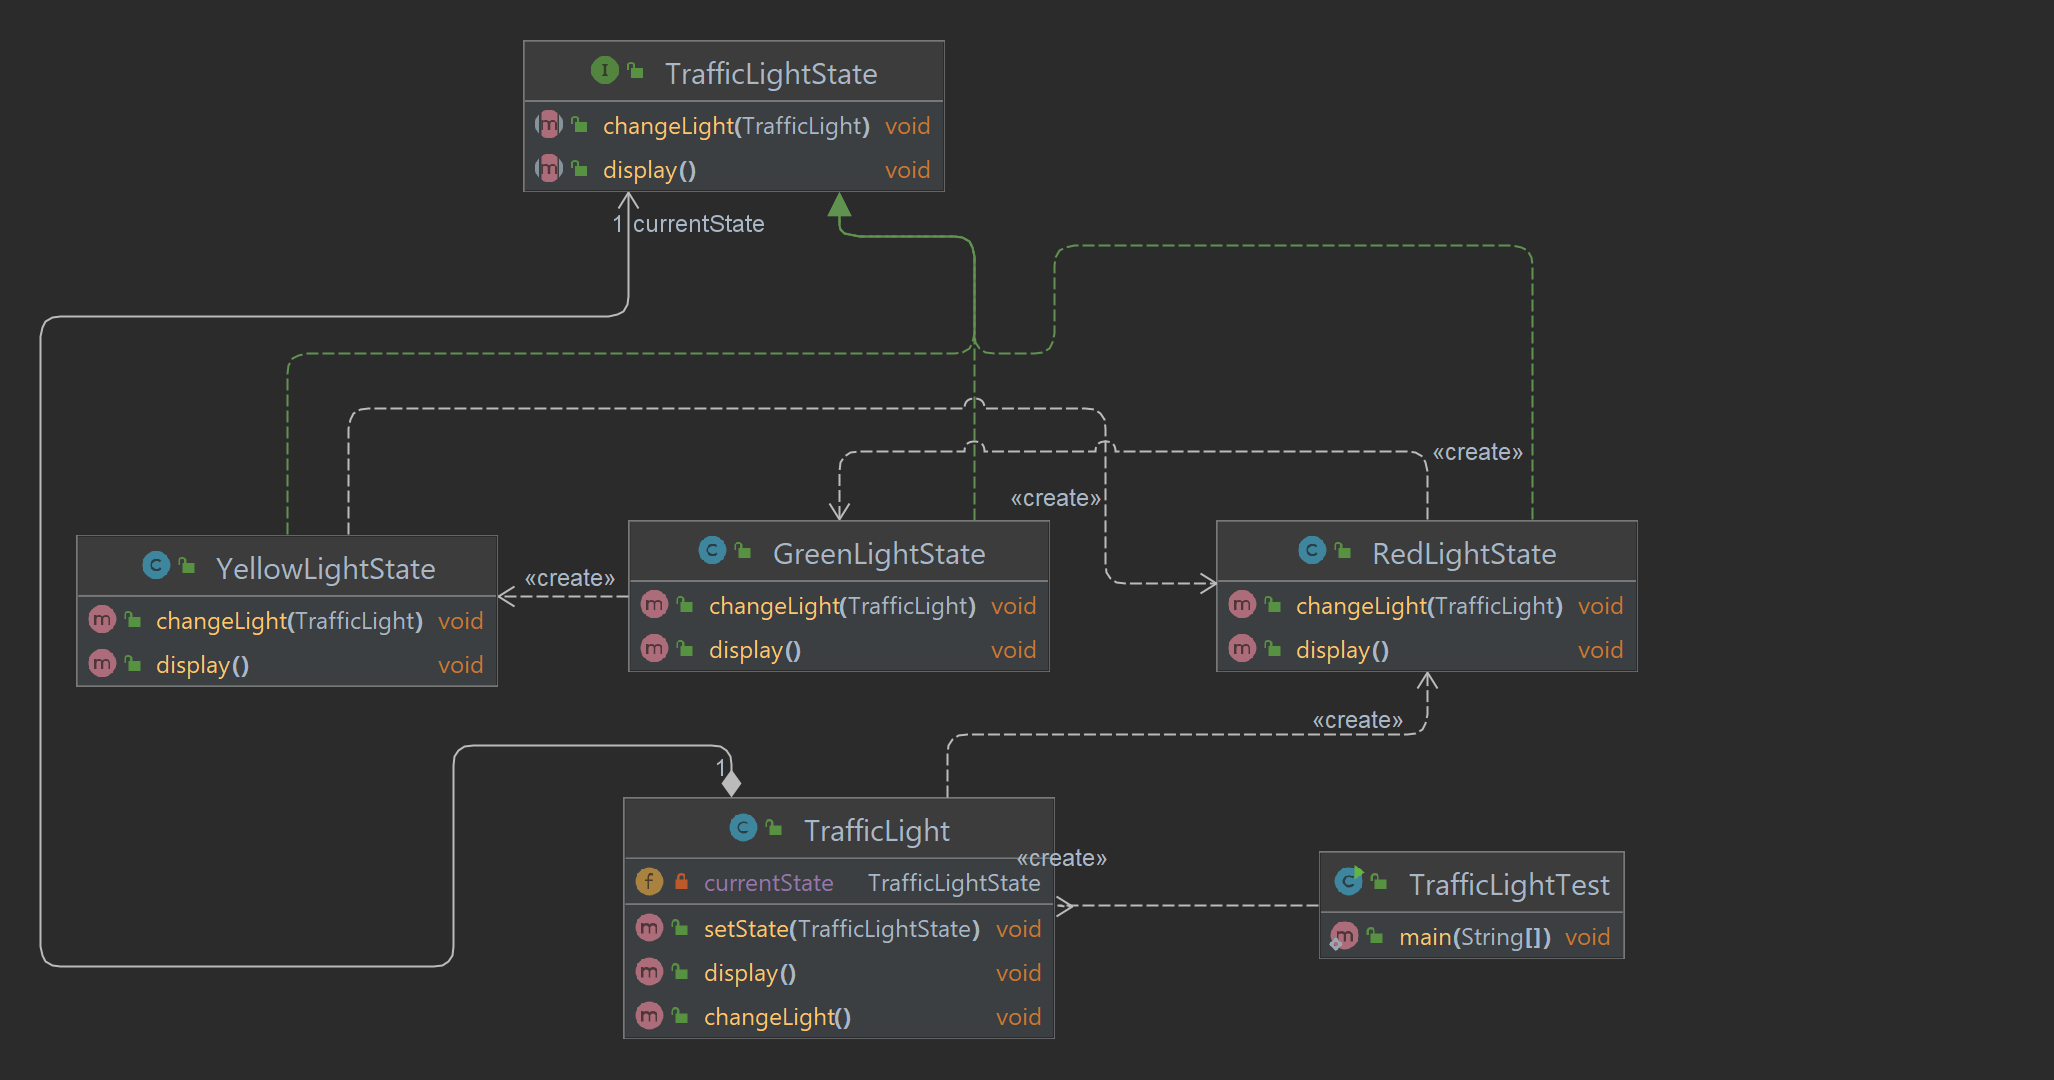 TrafficLightState
changeLight(TrafficLight) void
display() void
1 currentState
«create»
«create»
YellowLightState
changeLight(TrafficLight) void
display() void
«create»
GreenLightState
changeLight(TrafficLight) void
display() void
RedLightState
changeLight(TrafficLight) void
display() void
«create»
1
TrafficLight
«create»
currentState TrafficLightState
setState(TrafficLightState) void
display() void
changeLight() void
TrafficLightTest
main(String[]) void